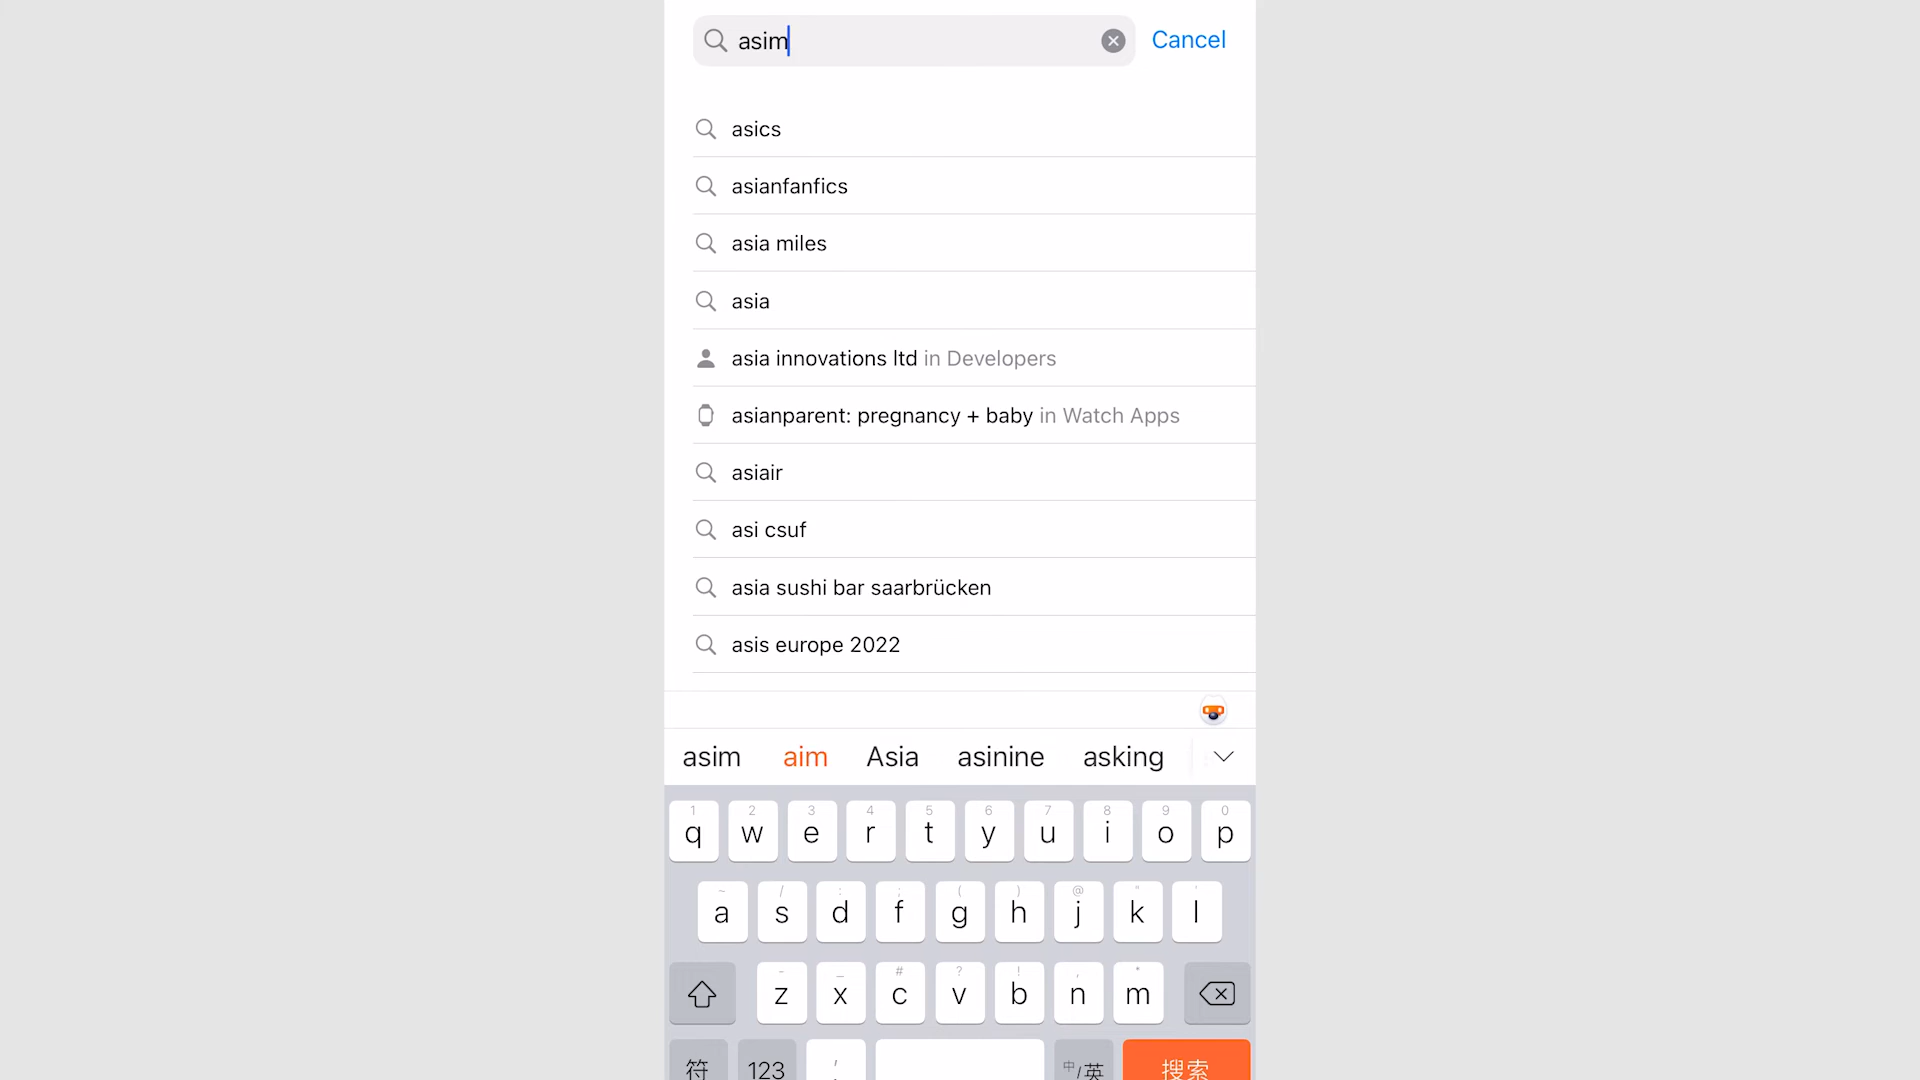 asim Cancel
asics
asianfanfics
asia miles
asia
asia innovations ltd in Developers
asianparent: pregnancy + baby in Watch Apps
asiair
asi csuf
asia sushi bar saarbrücken
asis europe 2022
asim aim Asia asinine asking
1 2 3 4 5 6 7 8 9 0
q w e r t y u i o p
~ / : ; ( ) @ " '
a s d f g h j k l
- _ # ? ! , *
z x c v b n m
符 123 , 中/英 搜索